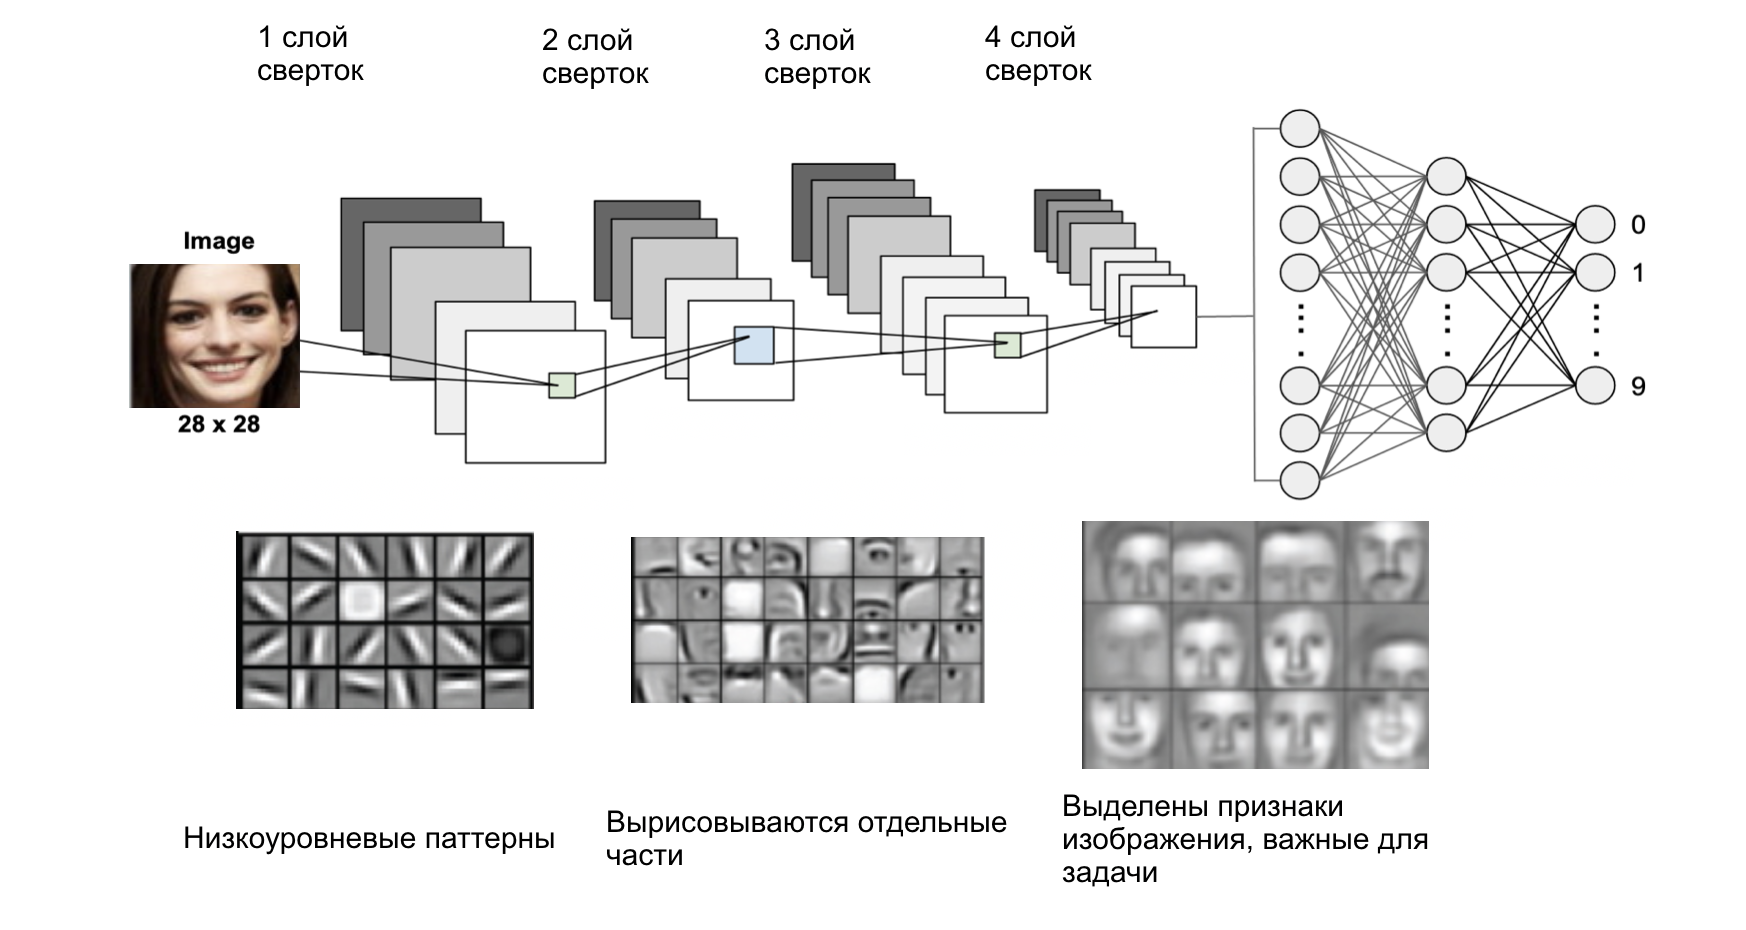 1 слой
сверток
2 слой
сверток
3 слой
сверток
4 слой
сверток
Image
28 x 28
0
1
9
Низкоуровневые паттерны
Вырисовываются отдельные
части
Выделены признаки
изображения, важные для
задачи